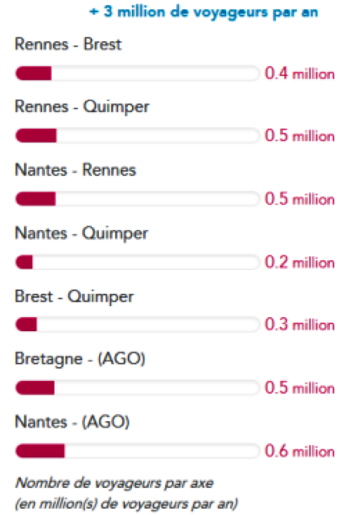 + 3 million de voyageurs par an
Rennes - Brest
0.4 million
Rennes - Quimper
0.5 million
Nantes - Rennes
0.5 million
Nantes - Quimper
0.2 million
Brest - Quimper
0.3 million
Bretagne - (AGO)
0.5 million
Nantes - (AGO)
0.6 million
Nombre de voyageurs par axe
(en million(s) de voyageurs par an)